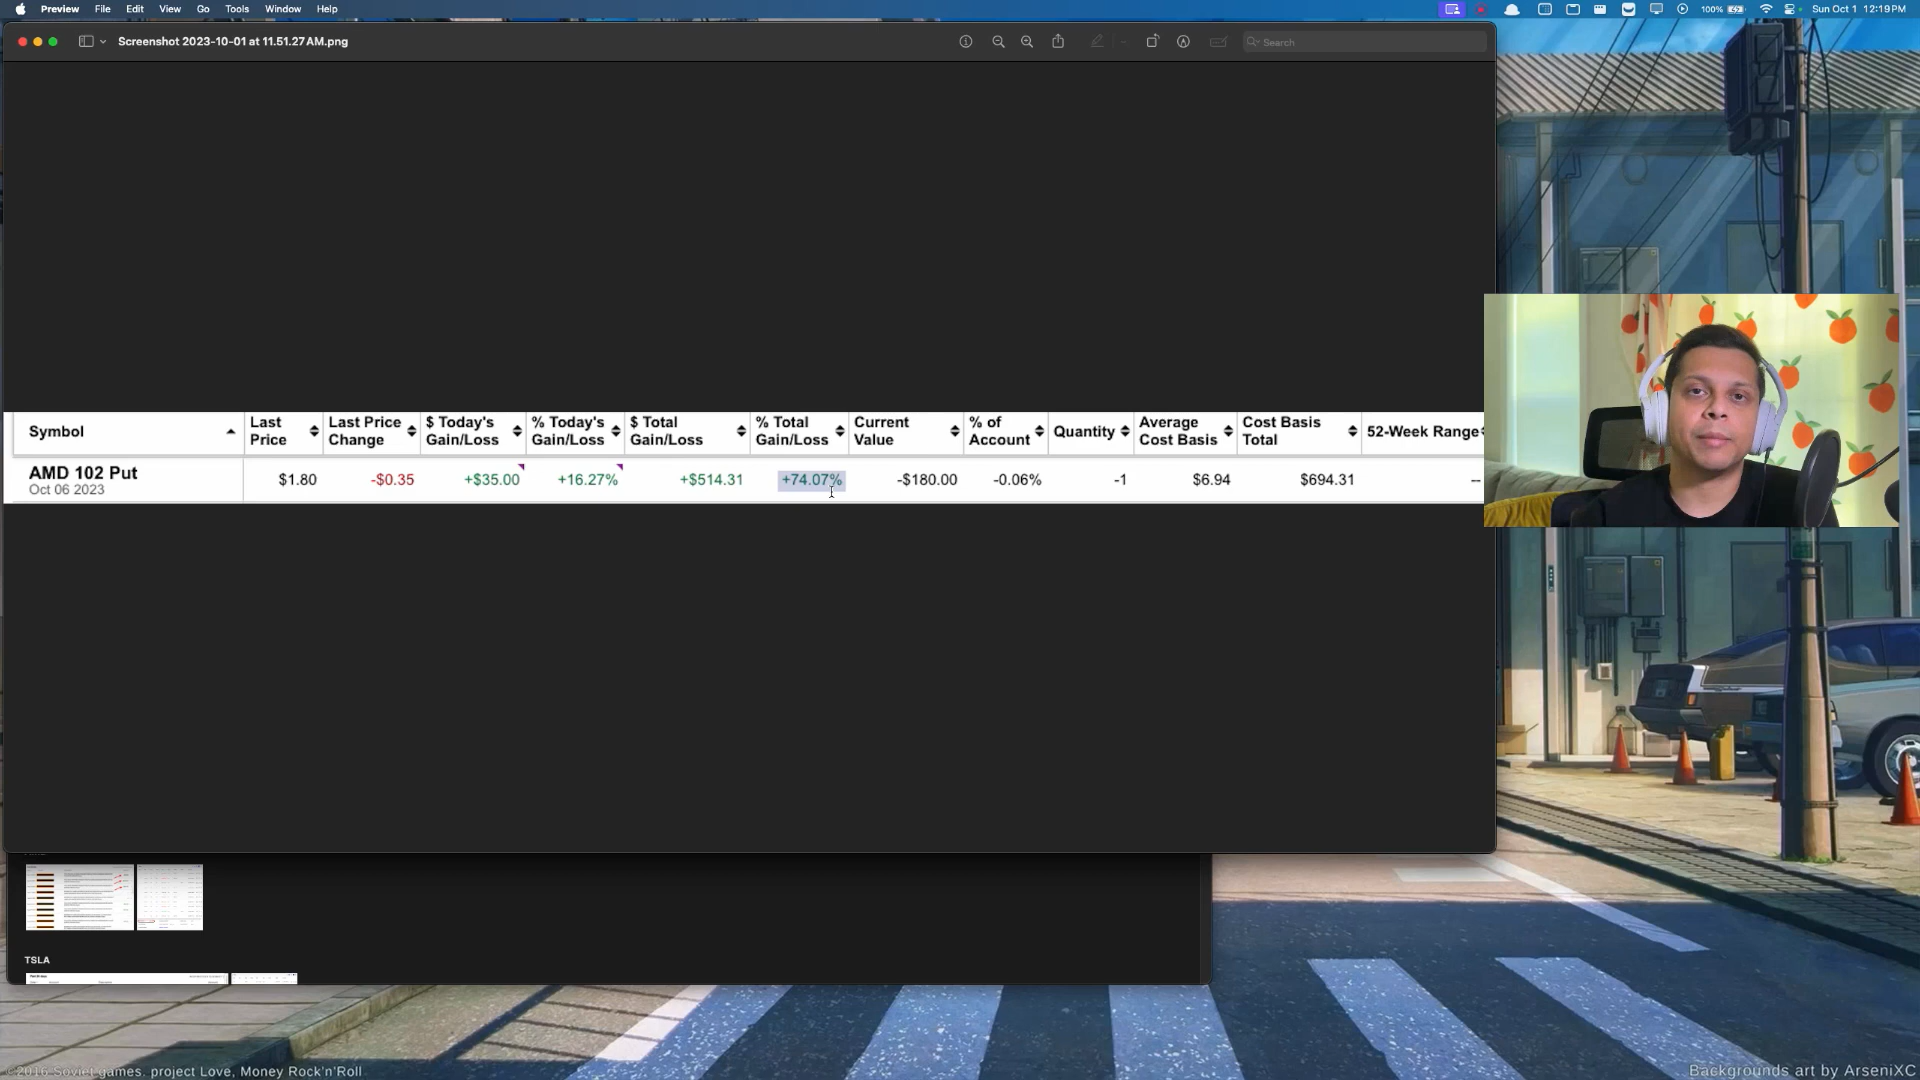 Preview File Edit View Go Tools Window Help
100%
Sun Oct 1 12:19 PM
Screenshot 2023-10-01 at 11.51.27 AM.png
Search
Symbol
Last Price
Last Price Change
$ Today's Gain/Loss
% Today's Gain/Loss
$ Total Gain/Loss
% Total Gain/Loss
Current Value
% of Account
Quantity
Average Cost Basis
Cost Basis Total
52-Week Range
AMD 102 Put
Oct 06 2023
$1.80
-$0.35
+$35.00
+16.27%
+$514.31
+74.07%
-$180.00
-0.06%
-1
$6.94
$694.31
--
TSLA
©2016 Soviet games. project Love, Money Rock'n'Roll
Backgrounds art by ArseniXC